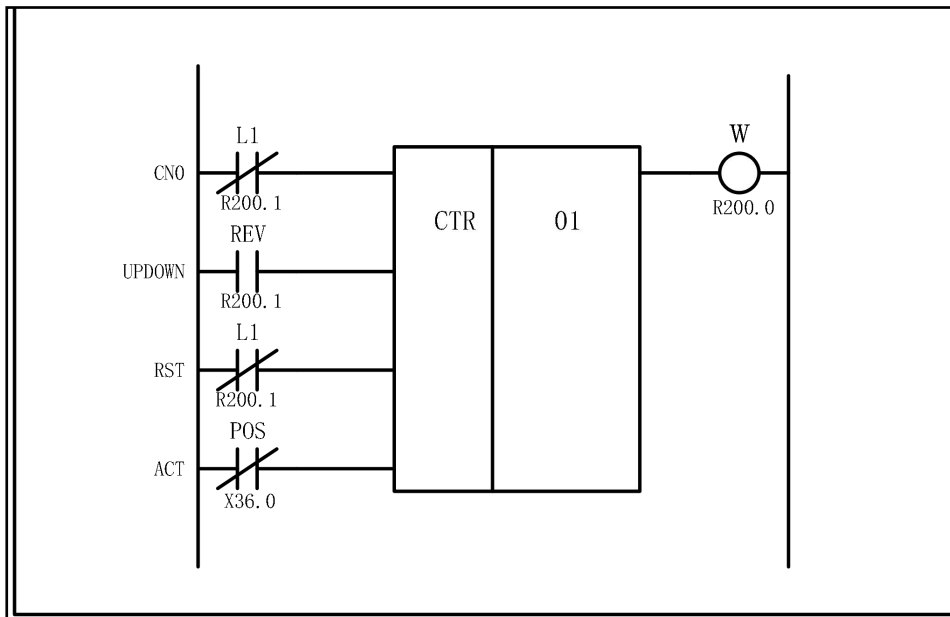 L1
W
CN0
R200.1
R200.0
REV
CTR
01
UPDOWN
R200.1
L1
RST
R200.1
POS
ACT
X36.0